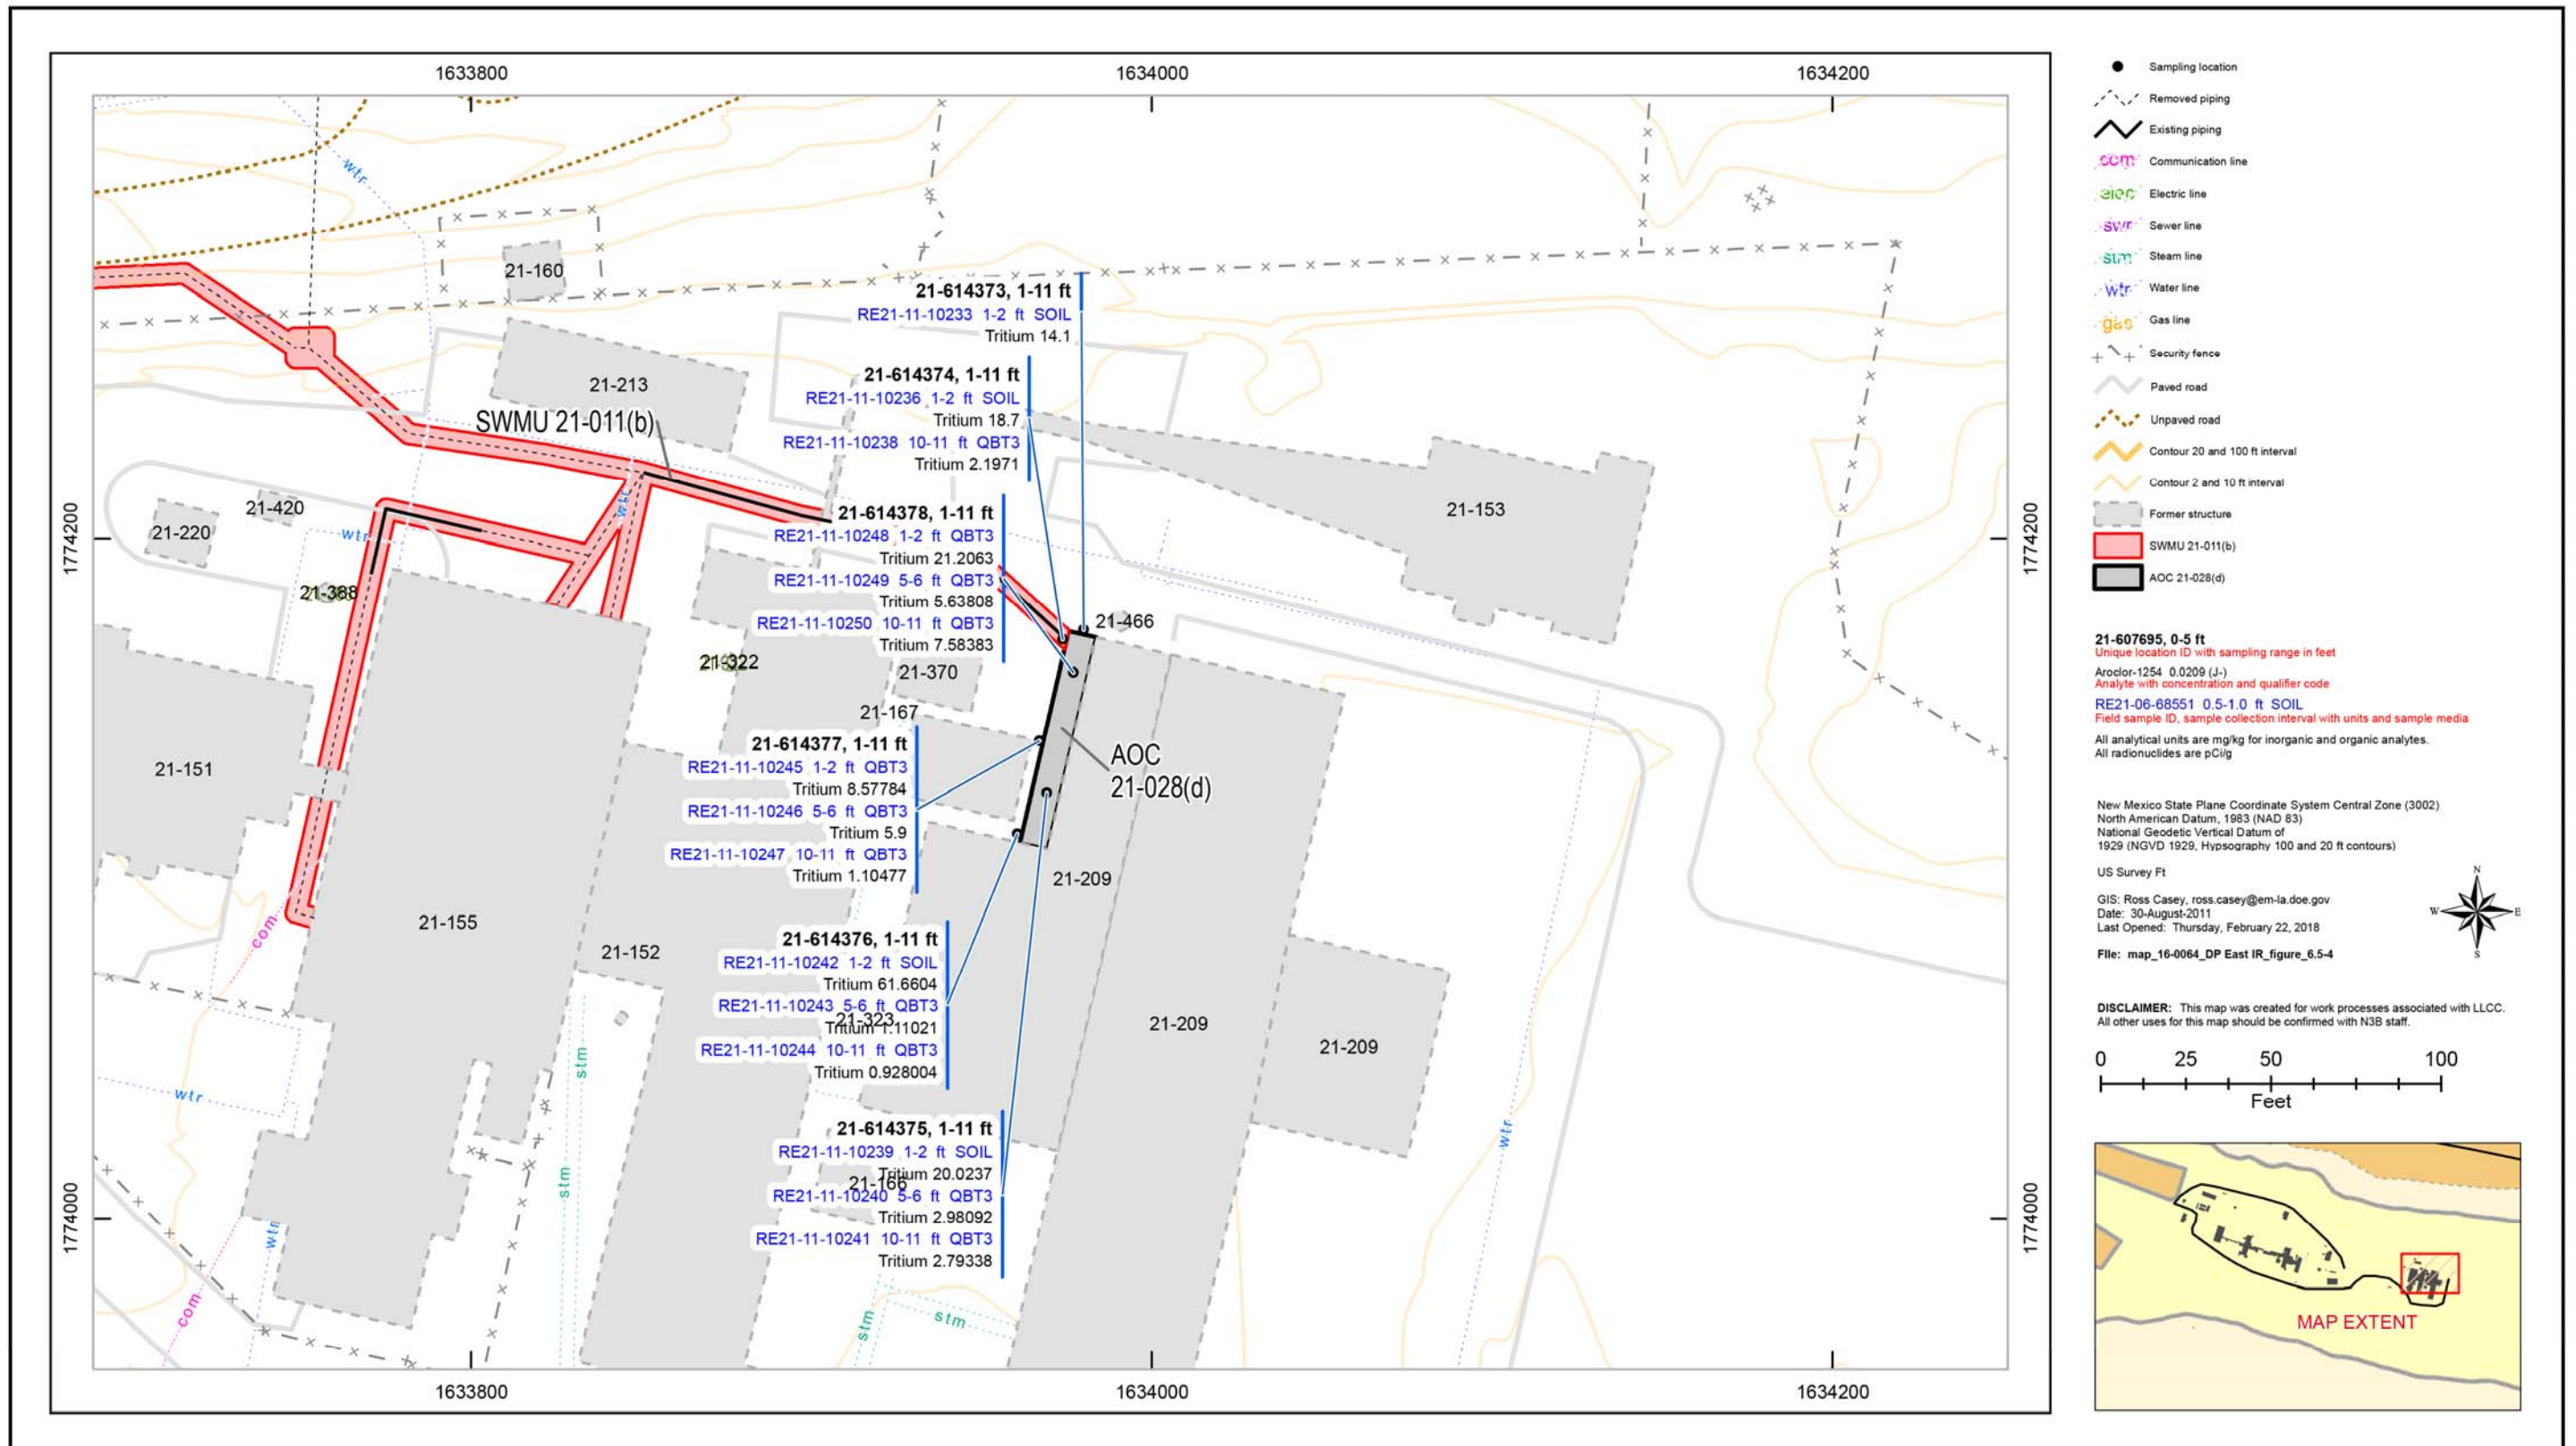 1633800
1634000
1634200
wtr
21-160
21-614373, 1-11 ft
RE21-11-10233 1-2 ft SOIL
Tritium 14.1
21-213
SWMU 21-011(b)
21-614374, 1-11 ft
RE21-11-10236 1-2 ft SOIL
Tritium 18.7
RE21-11-10238 10-11 ft QBT3
Tritium 2.1971
21-153
1774200
21-220
21-420
wtr
wtr
21-388
21-614378, 1-11 ft
RE21-11-10248 1-2 ft QBT3
Tritium 21.2063
RE21-11-10249 5-6 ft QBT3
Tritium 5.63808
RE21-11-10250 10-11 ft QBT3
Tritium 7.58383
1774200
21-466
21-322
21-370
21-167
21-151
21-614377, 1-11 ft
RE21-11-10245 1-2 ft QBT3
Tritium 8.57784
RE21-11-10246 5-6 ft QBT3
Tritium 5.9
RE21-11-10247 10-11 ft QBT3
Tritium 1.10477
AOC
21-028(d)
21-209
21-155
21-152
com
21-614376, 1-11 ft
RE21-11-10242 1-2 ft SOIL
Tritium 61.6604
RE21-11-10243 5-6 ft QBT3
21-323
Tritium 1.11021
RE21-11-10244 10-11 ft QBT3
Tritium 0.928004
21-209
21-209
wtr
stm
wtr
21-614375, 1-11 ft
RE21-11-10239 1-2 ft SOIL
Tritium 20.0237
21-166
RE21-11-10240 5-6 ft QBT3
Tritium 2.98092
RE21-11-10241 10-11 ft QBT3
Tritium 2.79338
1774000
stm
wtr
com
stm
stm
1774000
1633800
1634000
1634200
Sampling location
Removed piping
Existing piping
com
Communication line
elec
Electric line
swr
Sewer line
stm
Steam line
wtr
Water line
gas
Gas line
Security fence
Paved road
Unpaved road
Contour 20 and 100 ft interval
Contour 2 and 10 ft interval
Former structure
SWMU 21-011(b)
AOC 21-028(d)
21-607695, 0-5 ft
Unique location ID with sampling range in feet
Aroclor-1254 0.0209 (J-)
Analyte with concentration and qualifier code
RE21-06-68551 0.5-1.0 ft SOIL
Field sample ID, sample collection interval with units and sample media
All analytical units are mg/kg for inorganic and organic analytes.
All radionuclides are pCi/g
New Mexico State Plane Coordinate System Central Zone (3002)
North American Datum, 1983 (NAD 83)
National Geodetic Vertical Datum of
1929 (NGVD 1929, Hypsography 100 and 20 ft contours)
US Survey Ft
GIS: Ross Casey, ross.casey@em-la.doe.gov
Date: 30-August-2011
Last Opened: Thursday, February 22, 2018
File: map_16-0064_DP East IR_figure_6.5-4
N
W
E
S
DISCLAIMER: This map was created for work processes associated with LLCC.
All other uses for this map should be confirmed with N3B staff.
0 25 50 100
Feet
MAP EXTENT